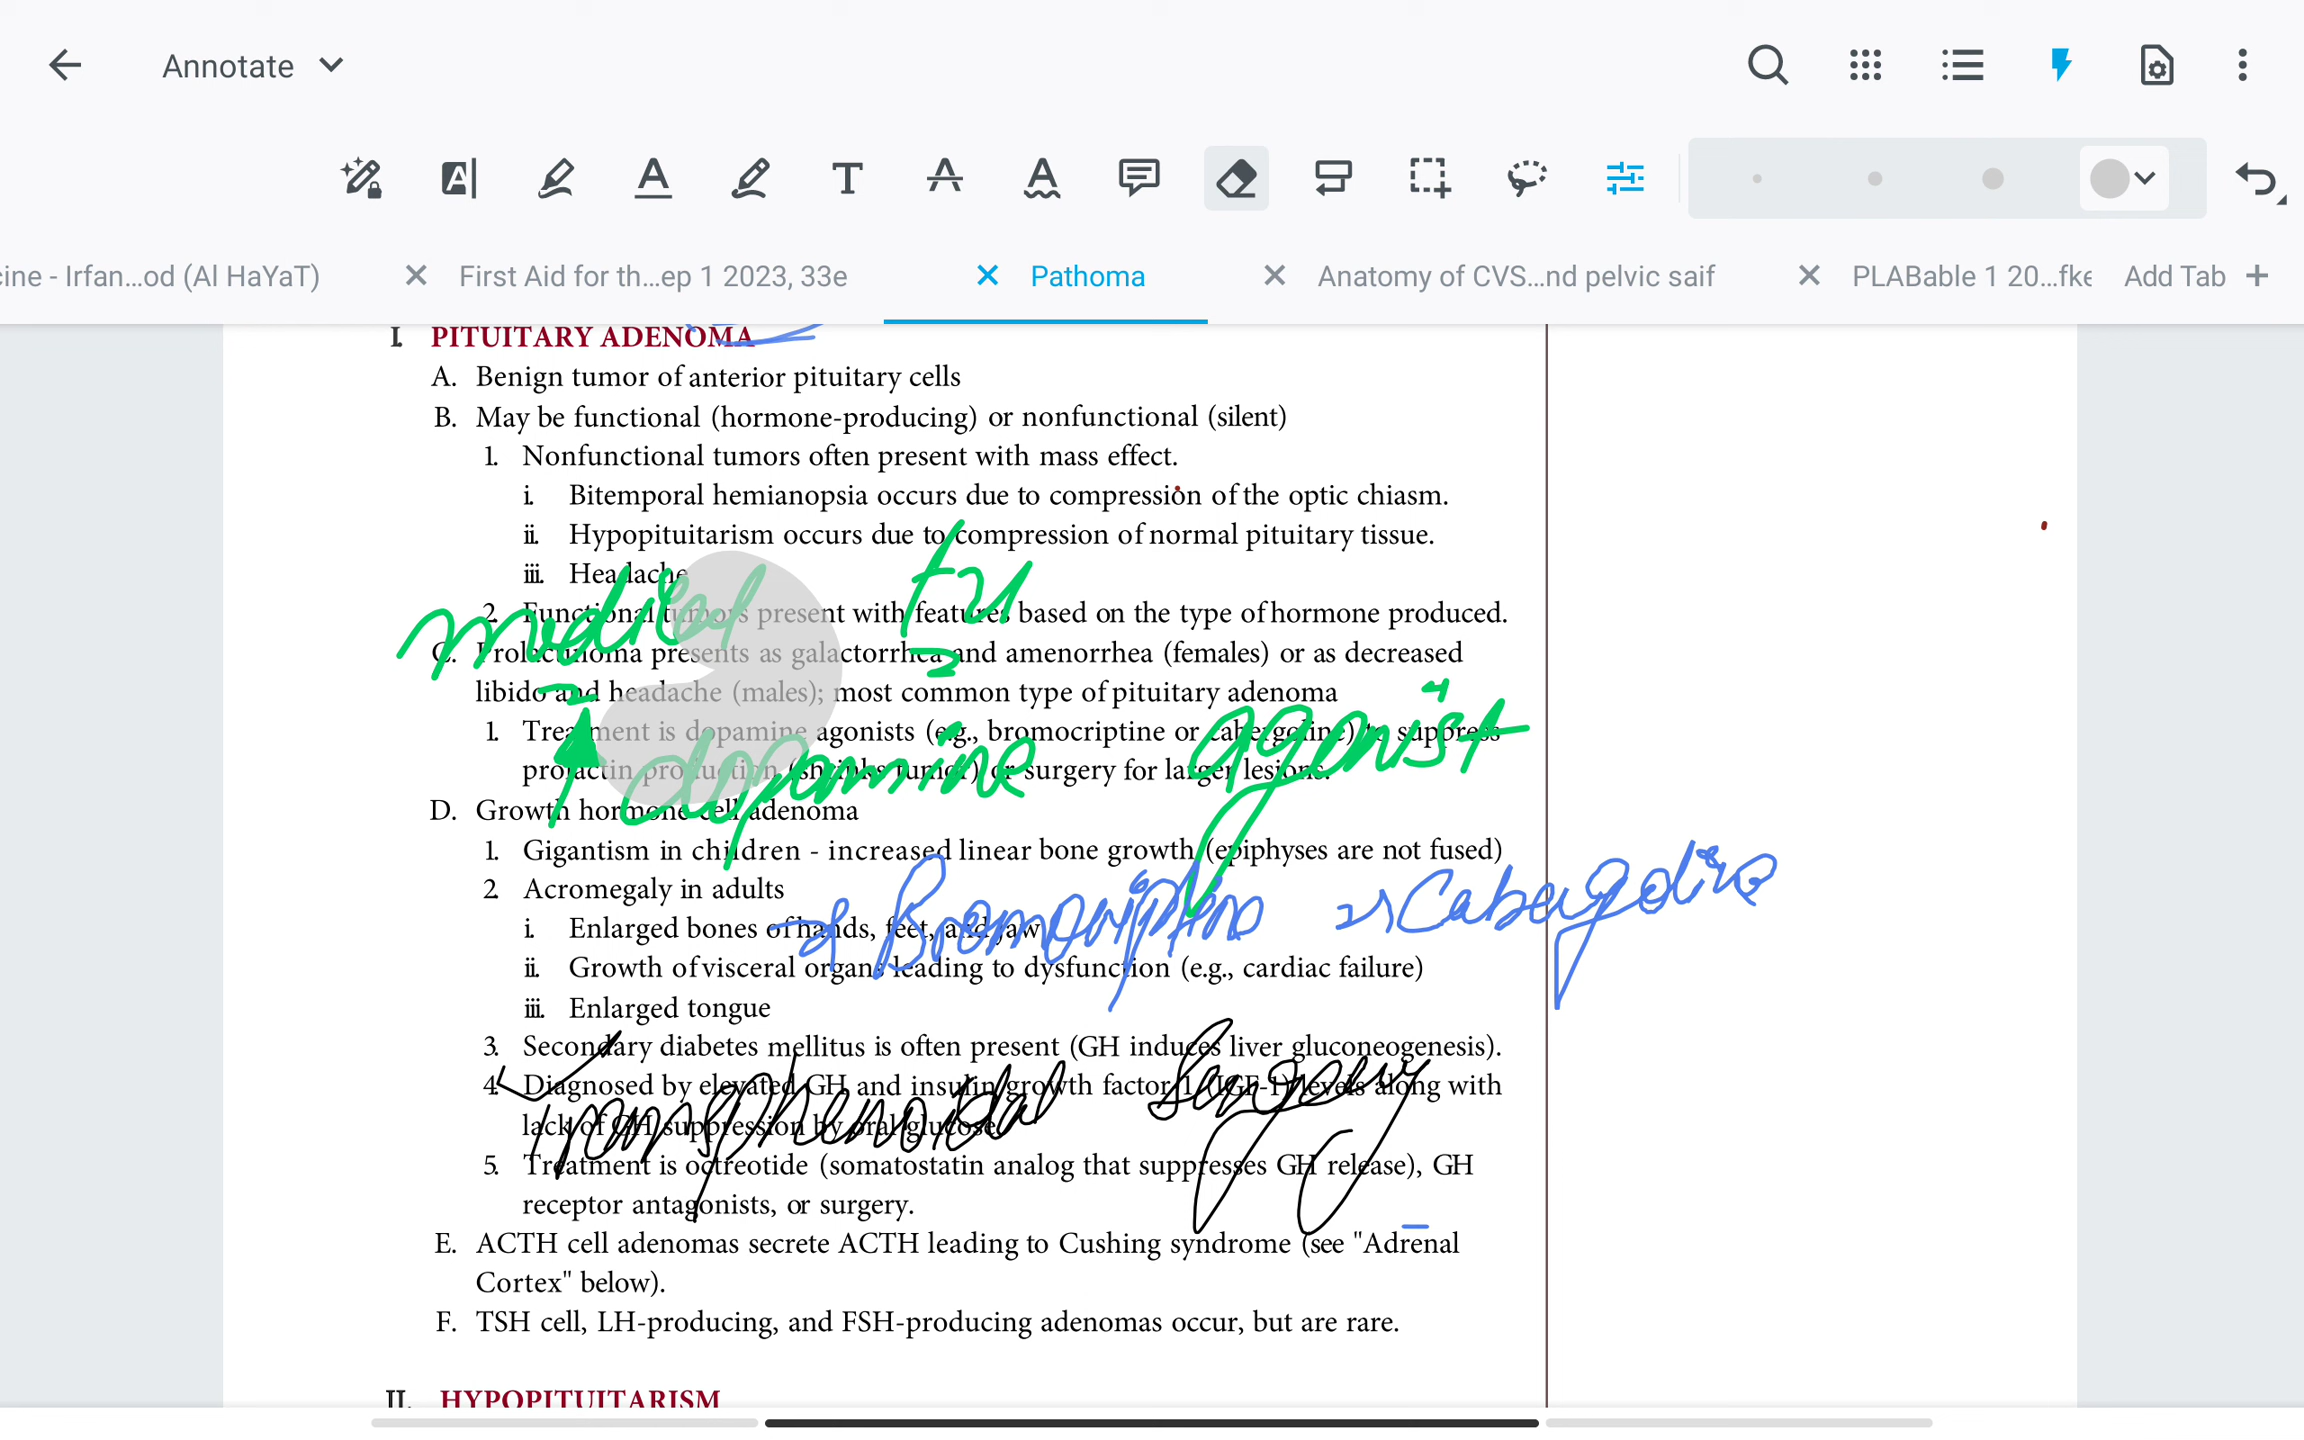 Annotate
cine - Irfan...od (Al HaYaT)
First Aid for th...ep 1 2023, 33e
Pathoma
Anatomy of CVS...nd pelvic saif
PLABable 1 20...fke
Add Tab
I. PITUITARY ADENOMA
A. Benign tumor of anterior pituitary cells
B. May be functional (hormone-producing) or nonfunctional (silent)
1. Nonfunctional tumors often present with mass effect.
i. Bitemporal hemianopsia occurs due to compression of the optic chiasm.
ii. Hypopituitarism occurs due to compression of normal pituitary tissue.
iii. Headache
medical
2. Functional tumors present with features based on the type of hormone produced.
C. Prolactinoma presents as galactorrhea and amenorrhea (females) or as decreased
libido and headache (males); most common type of pituitary adenoma
1. Treatment is dopamine agonists (e.g., bromocriptine or cabergoline) to suppress
prolactin production (shrinks tumor) or surgery for larger lesions.
dopamine agonist
D. Growth hormone cell adenoma
1. Gigantism in children - increased linear bone growth (epiphyses are not fused)
2. Acromegaly in adults
i. Enlarged bones of hands, feet, and jaw
ii. Growth of visceral organs leading to dysfunction (e.g., cardiac failure)
iii. Enlarged tongue
3. Secondary diabetes mellitus is often present (GH induces liver gluconeogenesis).
4. Diagnosed by elevated GH and insulin growth factor-1 (IGF-1) levels along with
lack of GH suppression by oral glucose
Transphenoidal Surgery
5. Treatment is octreotide (somatostatin analog that suppresses GH release), GH
receptor antagonists, or surgery.
E. ACTH cell adenomas secrete ACTH leading to Cushing syndrome (see "Adrenal
Cortex" below).
F. TSH cell, LH-producing, and FSH-producing adenomas occur, but are rare.
II. HYPOPITUITARISM